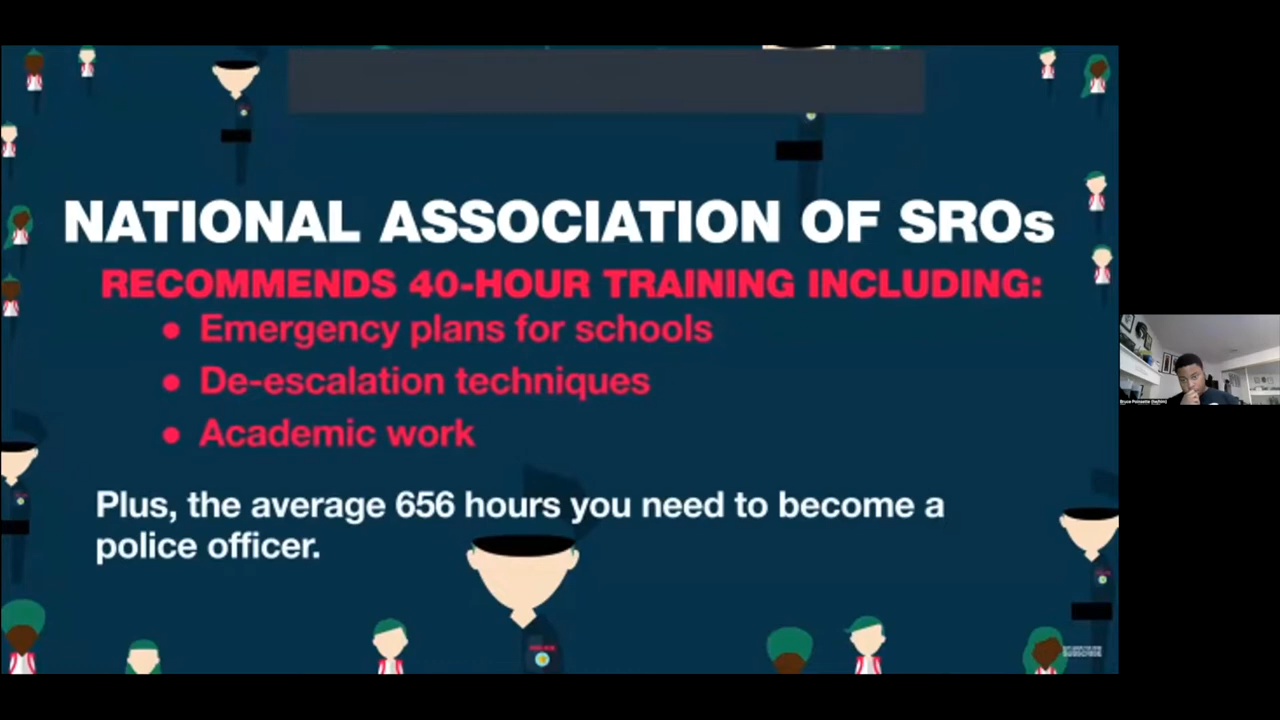 NATIONAL ASSOCIATION OF SROs
RECOMMENDS 40-HOUR TRAINING INCLUDING:
• Emergency plans for schools
• De-escalation techniques
• Academic work
Plus, the average 656 hours you need to become a
police officer.